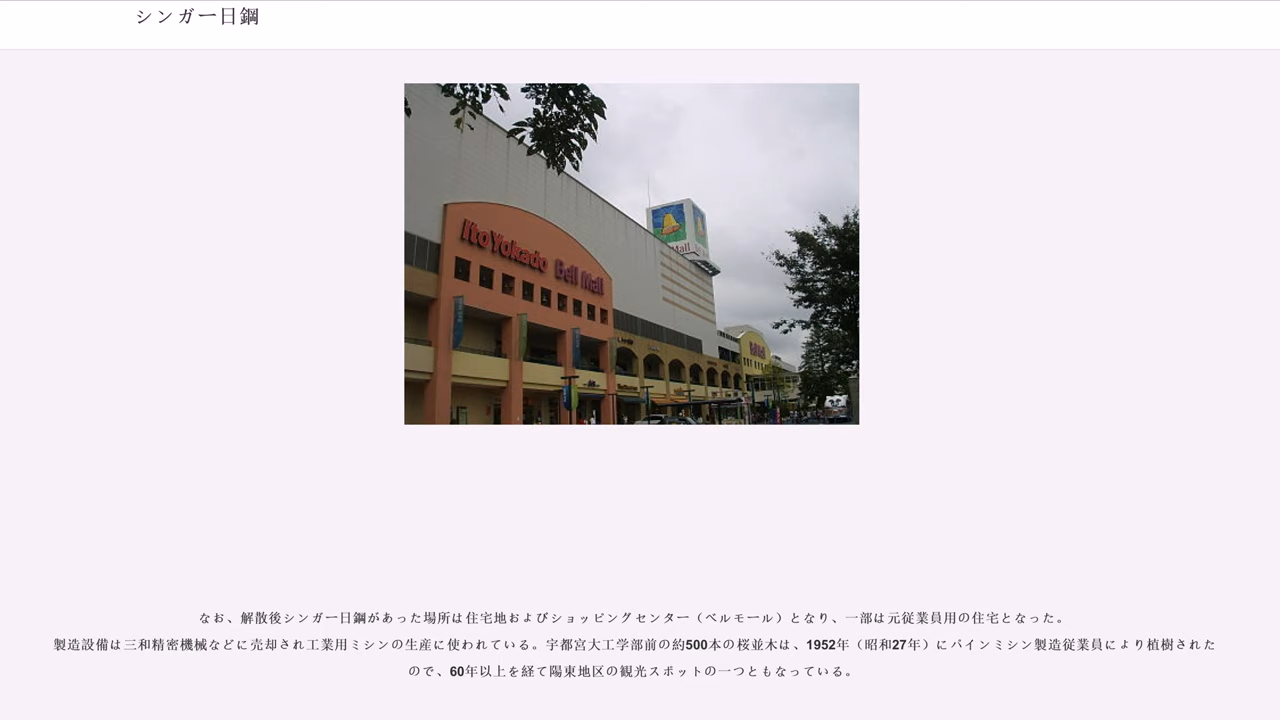 シンガー日鋼
ItoYokado Bell Mall
Mall
なお、解散後シンガー日鋼があった場所は住宅地およびショッピングセンター（ベルモール）となり、一部は元従業員用の住宅となった。
製造設備は三和精密機械などに売却され工業用ミシンの生産に使われている。宇都宮大工学部前の約500本の桜並木は、1952年（昭和27年）にパインミシン製造従業員により植樹された
ので、60年以上を経て陽東地区の観光スポットの一つともなっている。